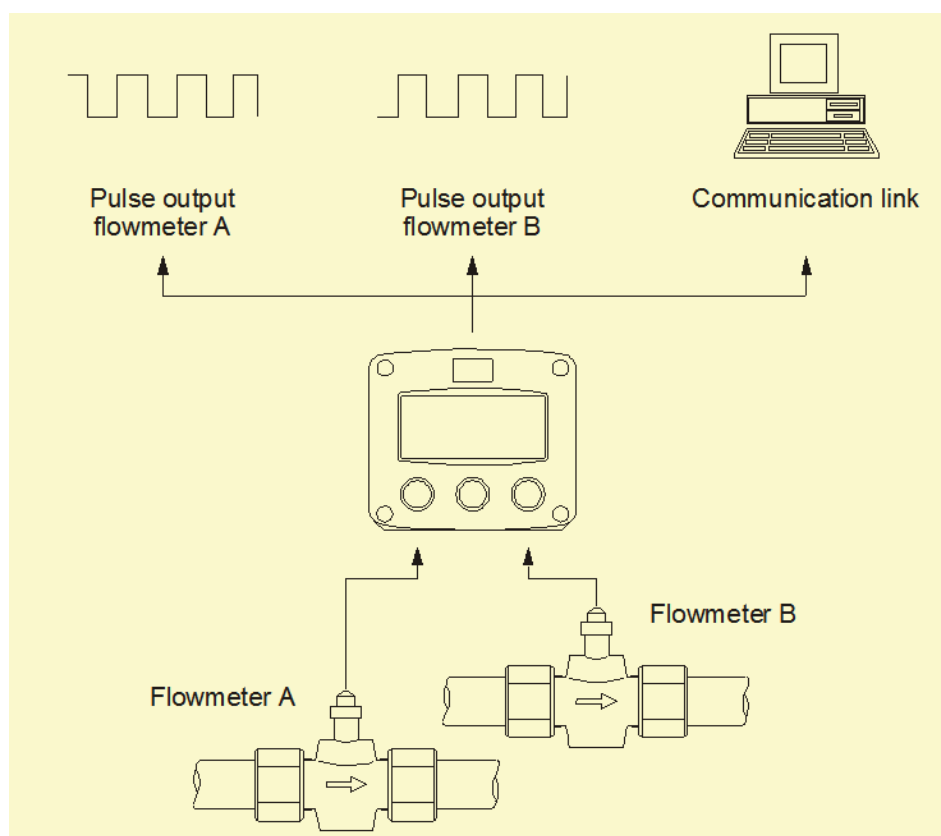 Pulse output
flowmeter A
Pulse output
flowmeter B
Communication link
Flowmeter B
Flowmeter A